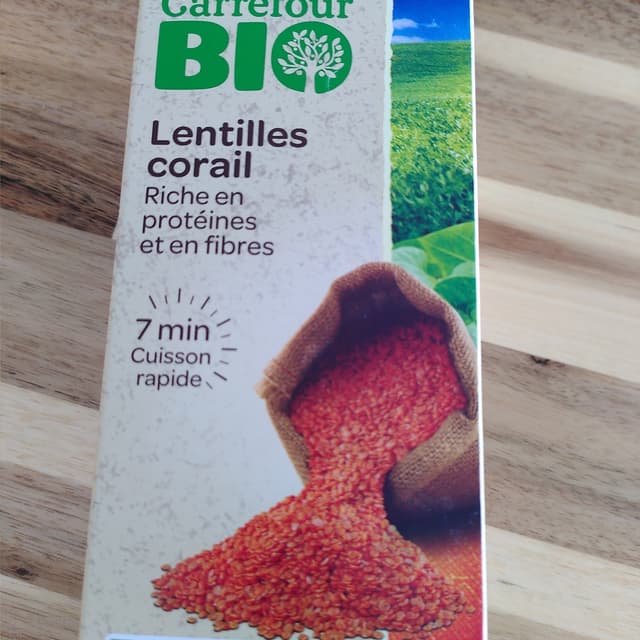 Carrefour
BIO
Lentilles
corail
Riche en
protéines
et en fibres
7 min
Cuisson
rapide